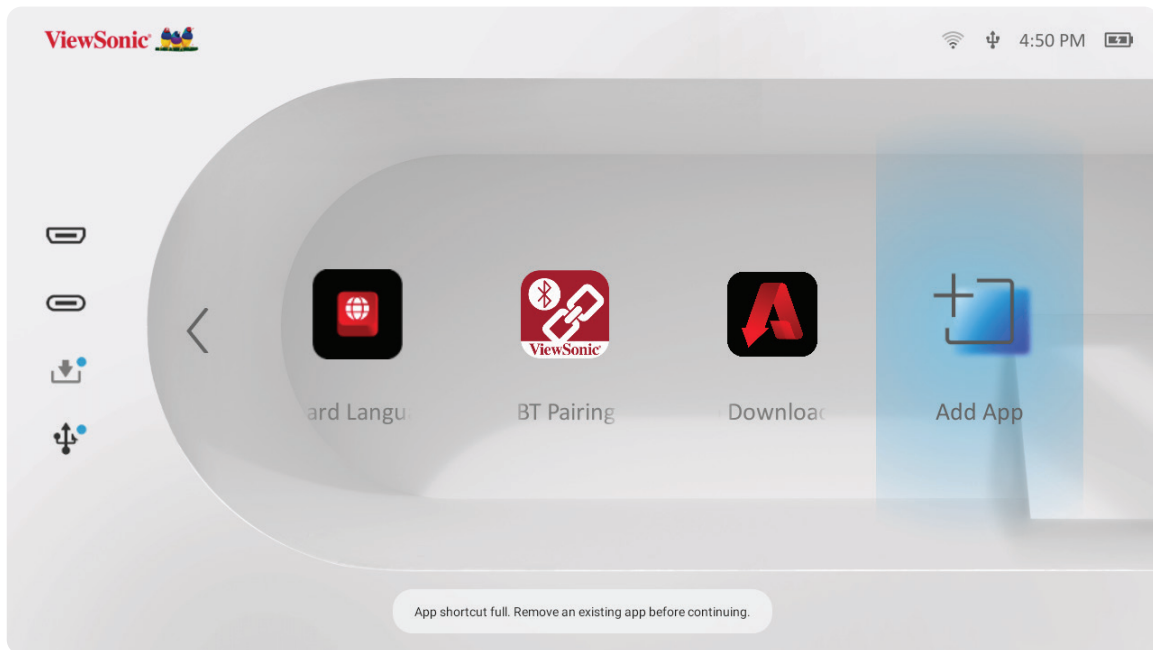 ViewSonic
4:50 PM
ViewSonic
ard Langu
BT Pairing
Downloa
Add App
App shortcut full. Remove an existing app before continuing.